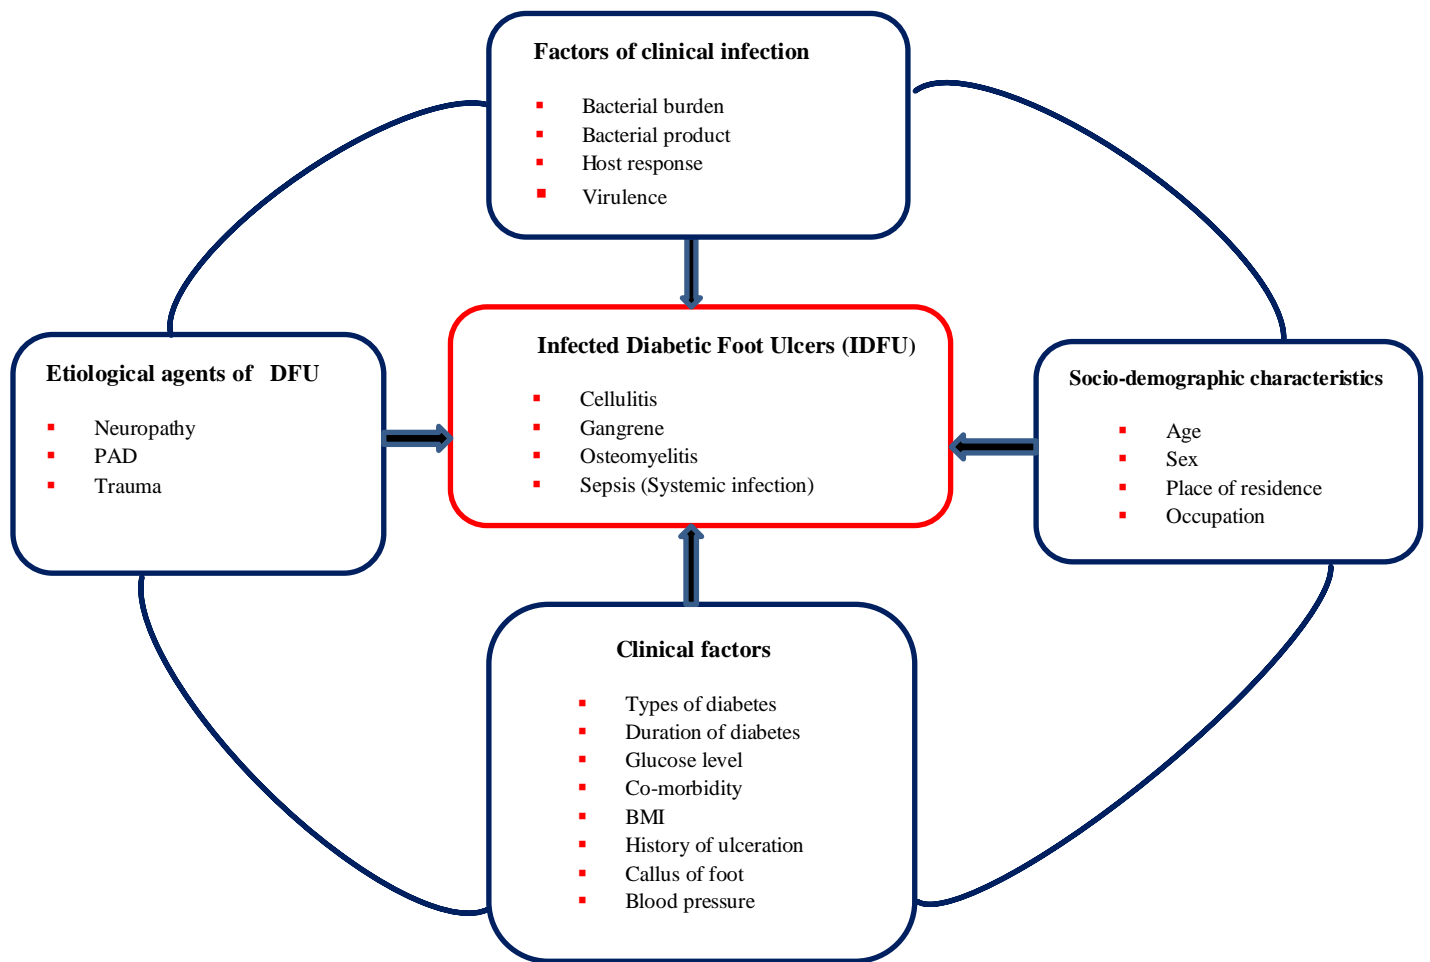 Factors of clinical infection
Bacterial burden
Bacterial product
Host response
Virulence
Etiological agents of DFU
Neuropathy
PAD
Trauma
Infected Diabetic Foot Ulcers (IDFU)
Cellulitis
Gangrene
Osteomyelitis
Sepsis (Systemic infection)
Socio-demographic characteristics
Age
Sex
Place of residence
Occupation
Clinical factors
Types of diabetes
Duration of diabetes
Glucose level
Co-morbidity
BMI
History of ulceration
Callus of foot
Blood pressure